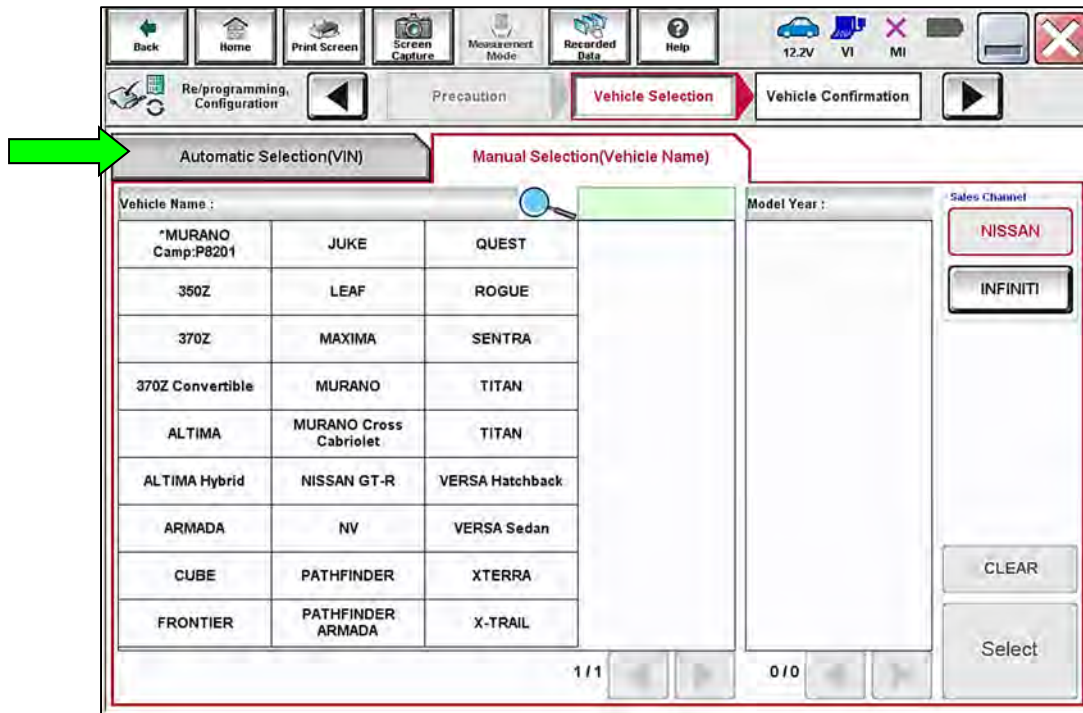 Back
Home
Print Screen
Screen
Capture
Measurement
Mode
Recorded
Data
Help
12.2V
VI
MI
Re/programming,
Configuration
Precaution
Vehicle Selection
Vehicle Confirmation
Automatic Selection(VIN)
Manual Selection(Vehicle Name)
Vehicle Name :
Model Year :
Sales Channel
*MURANO
Camp:P8201
JUKE
QUEST
NISSAN
350Z
LEAF
ROGUE
INFINITI
370Z
MAXIMA
SENTRA
370Z Convertible
MURANO
TITAN
ALTIMA
MURANO Cross
Cabriolet
TITAN
ALTIMA Hybrid
NISSAN GT-R
VERSA Hatchback
ARMADA
NV
VERSA Sedan
CUBE
PATHFINDER
XTERRA
CLEAR
FRONTIER
PATHFINDER
ARMADA
X-TRAIL
Select
1/1
0/0